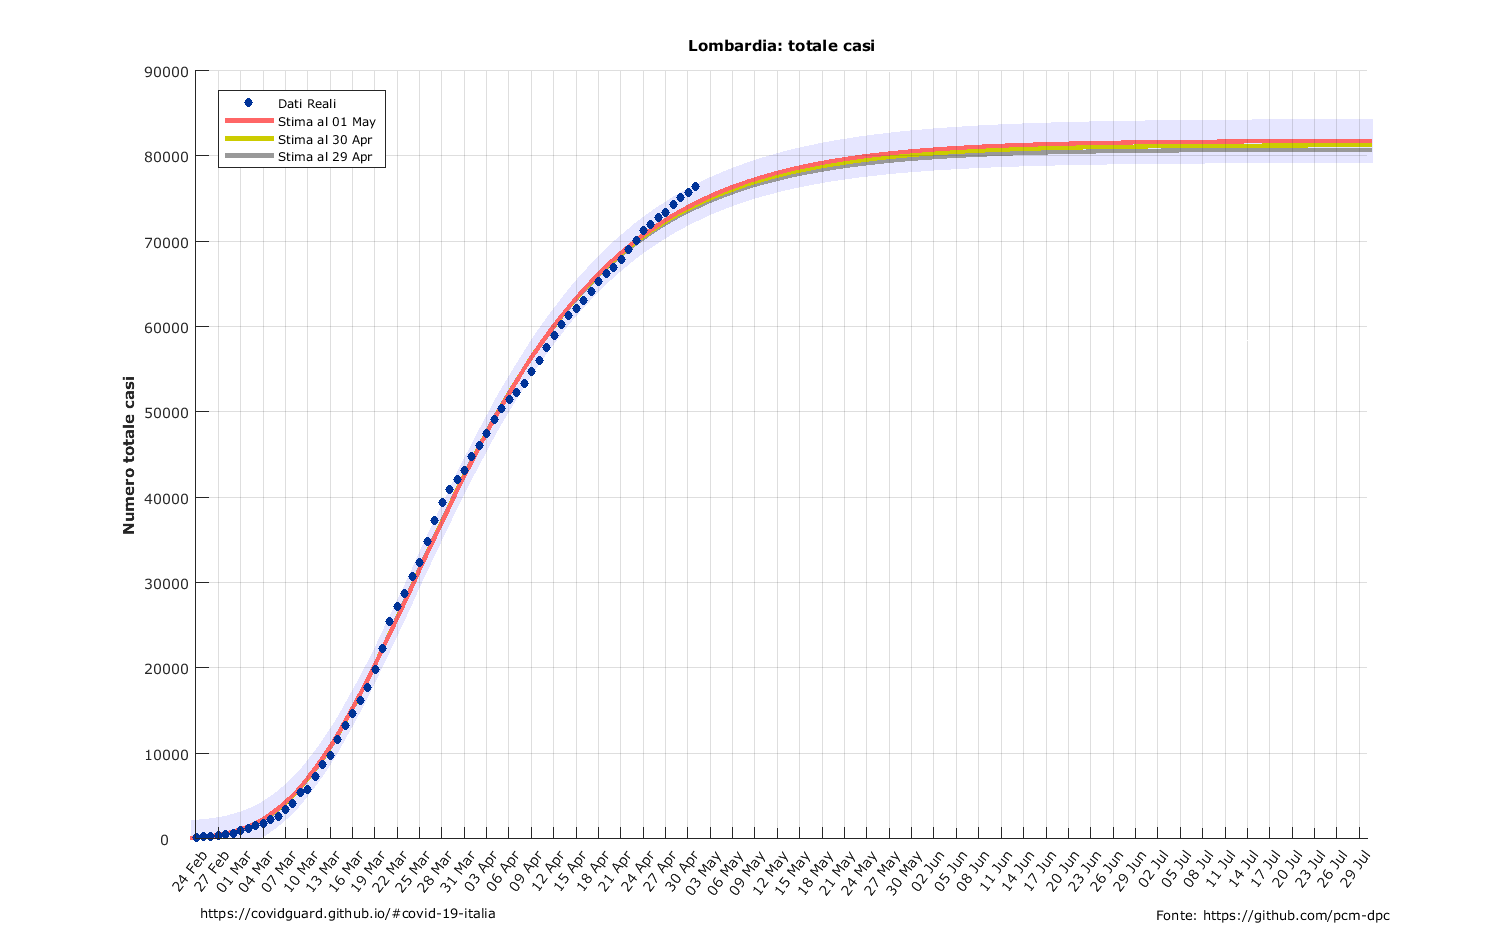 Lombardia: totale casi
90000
80000
70000
60000
50000
40000
30000
20000
10000
0
Numero totale casi
Dati Reali
Stima al 01 May
Stima al 30 Apr
Stima al 29 Apr
24 Feb
27 Feb
01 Mar
04 Mar
07 Mar
10 Mar
13 Mar
16 Mar
19 Mar
22 Mar
25 Mar
28 Mar
31 Mar
03 Apr
06 Apr
09 Apr
12 Apr
15 Apr
18 Apr
21 Apr
24 Apr
27 Apr
30 Apr
03 May
06 May
09 May
12 May
15 May
18 May
21 May
24 May
27 May
30 May
02 Jun
05 Jun
08 Jun
11 Jun
14 Jun
17 Jun
20 Jun
23 Jun
26 Jun
29 Jun
02 Jul
05 Jul
08 Jul
11 Jul
14 Jul
17 Jul
20 Jul
23 Jul
26 Jul
29 Jul
https://covidguard.github.io/#covid-19-italia
Fonte: https://github.com/pcm-dpc